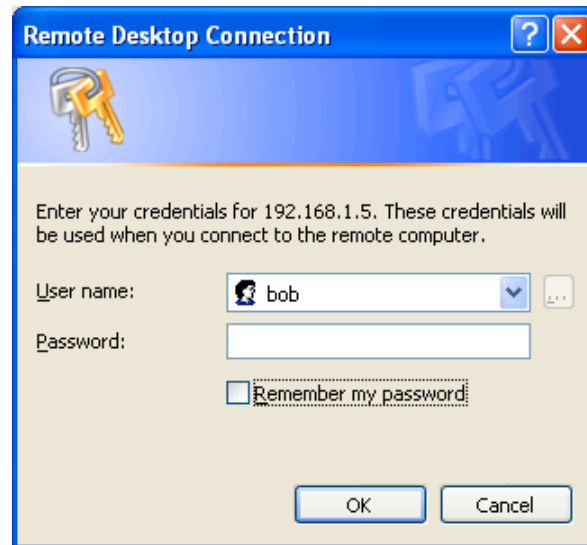 Remote Desktop Connection
Enter your credentials for 192.168.1.5. These credentials will
be used when you connect to the remote computer.
User name:
bob
...
Password:
Remember my password
OK
Cancel